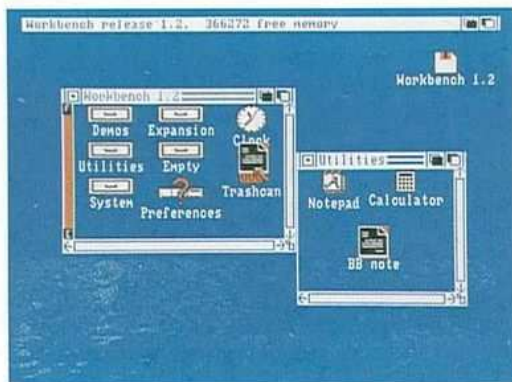 Workbench release 1.2. 366272 free memory
Workbench 1.2
Workbench 1.2
Demos Expansion Clock
Utilities Empty Trashcan
System Preferences
Utilities
Notepad Calculator
BB note